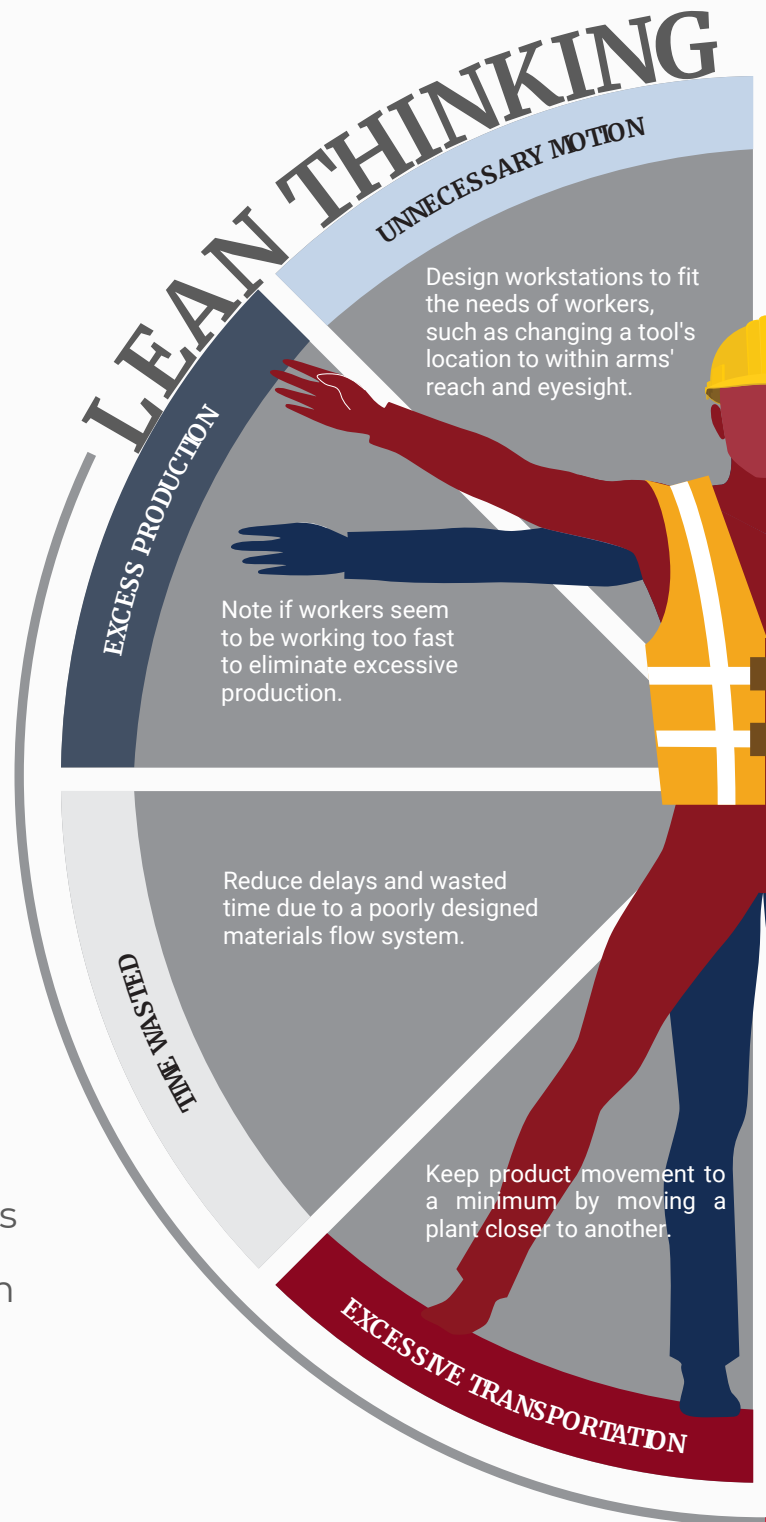 LEAN THINKING
UNNECESSARY MOTION
Design workstations to fit
the needs of workers,
such as changing a tool's
location to within arms'
reach and eyesight.
EXCESS PRODUCTION
Note if workers seem
to be working too fast
to eliminate excessive
production.
TIME WASTED
Reduce delays and wasted
time due to a poorly designed
materials flow system.
Keep product movement to
a minimum by moving a
plant closer to another.
EXCESSIVE TRANSPORTATION